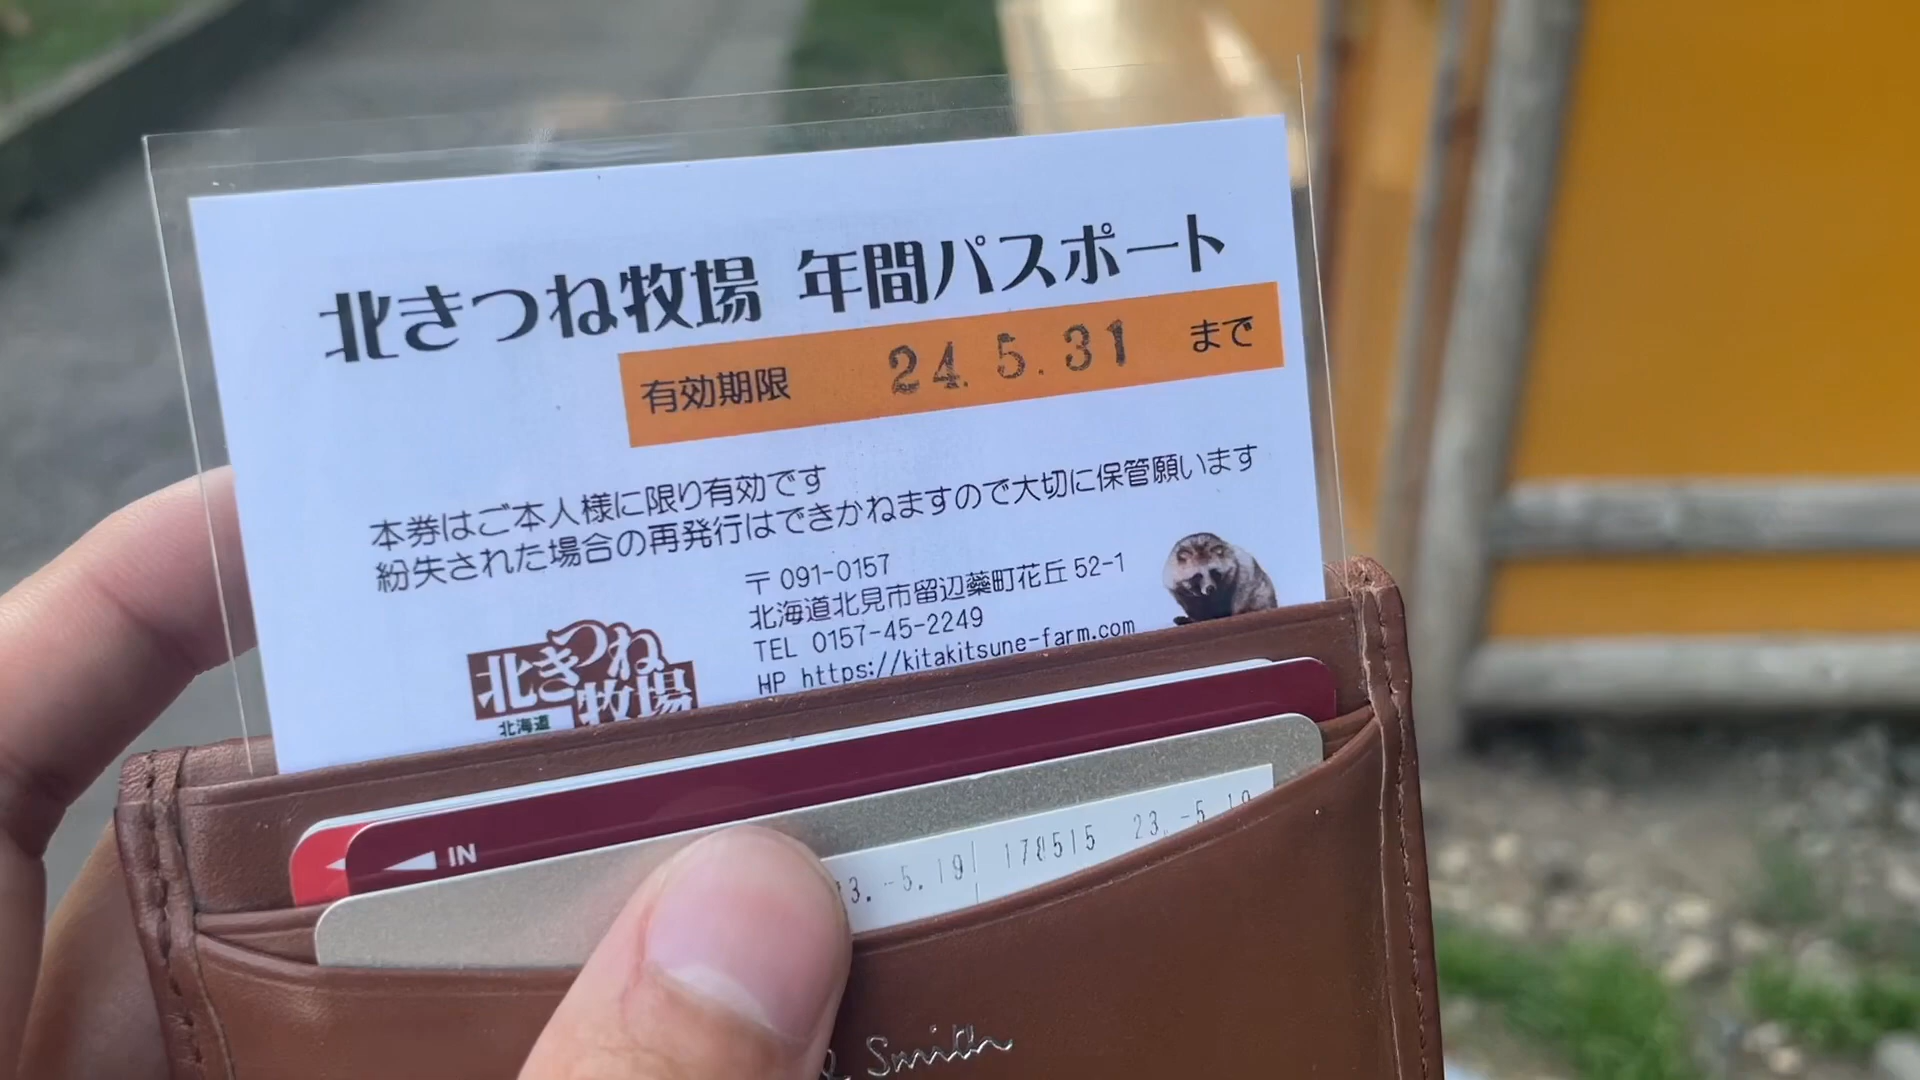 北きつね牧場 年間パスポート
有効期限 24.5.31 まで
本券はご本人様に限り有効です
紛失された場合の再発行はできかねますので大切に保管願います
〒091-0157
北海道北見市留辺蘂町花丘52-1
TEL 0157-45-2249
HP https://kitakitsune-farm.com
北きつね
牧場
北海道
IN
3.-5.19 178515 23.-5.19
Smith